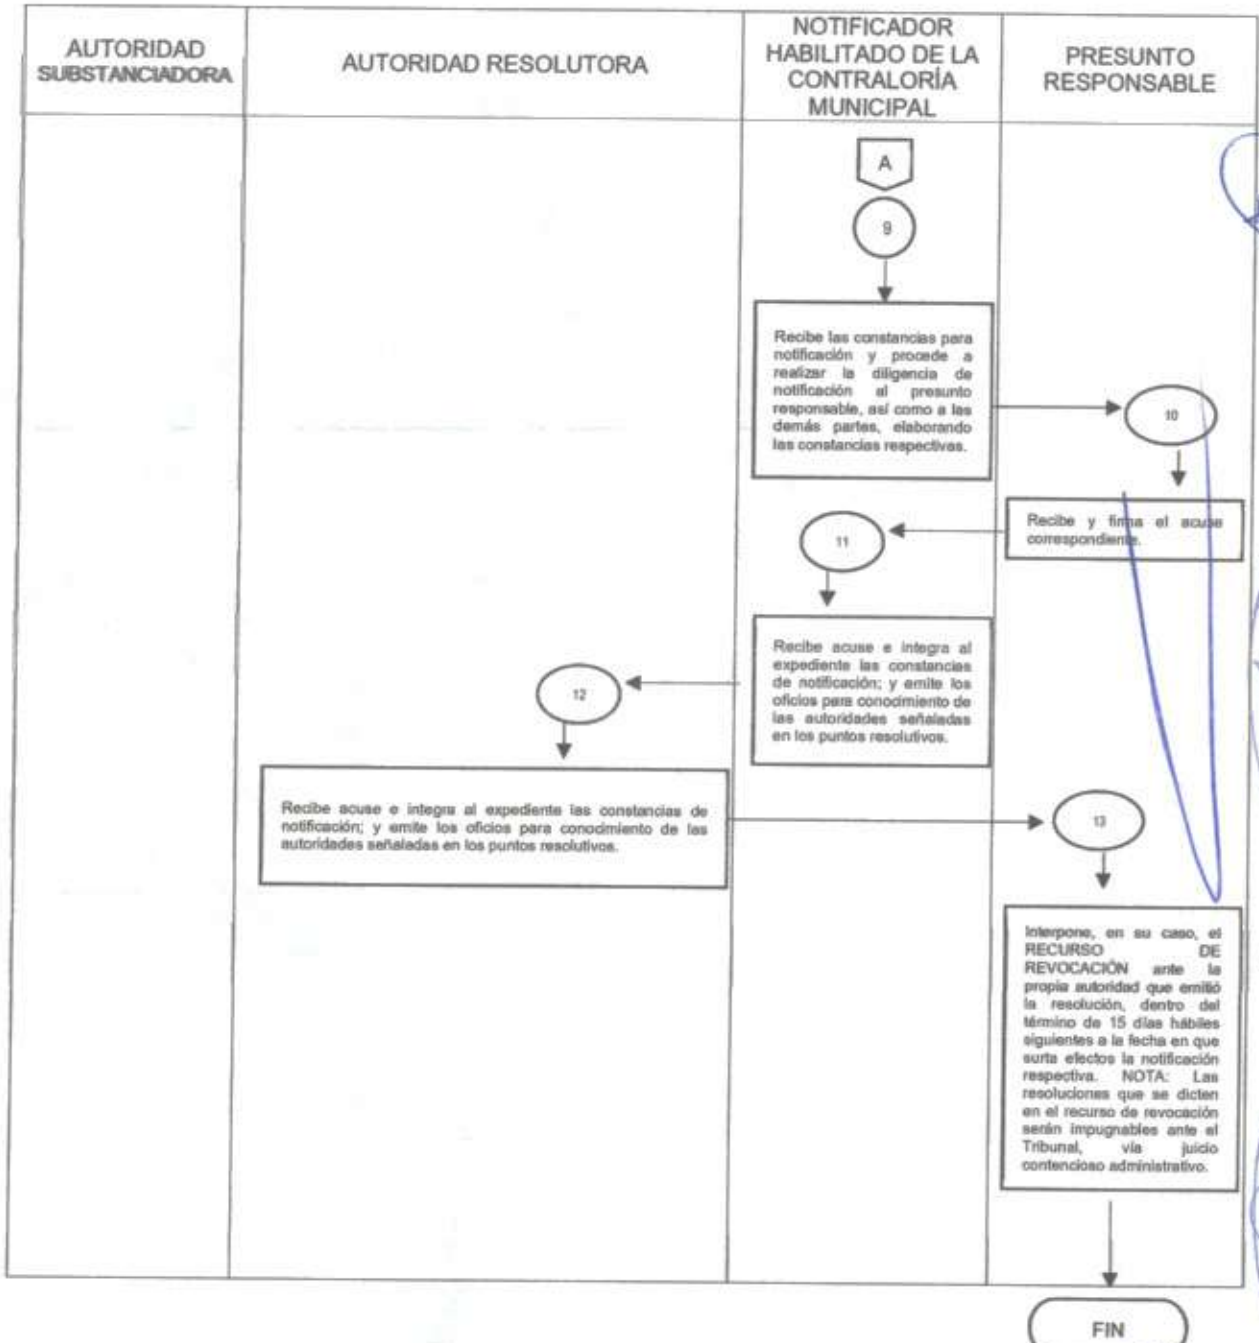 AUTORIDAD
SUBSTANCIADORA
AUTORIDAD RESOLUTORA
NOTIFICADOR
HABILITADO DE LA
CONTRALORÍA
MUNICIPAL
PRESUNTO
RESPONSABLE
A
9
Recibe las constancias para
notificación y procede a
realizar la diligencia de
notificación al presunto
responsable, así como a las
demás partes, elaborando
las constancias respectivas.
10
Recibe y firma el acuse
correspondiente.
11
Recibe acuse e integra al
expediente las constancias
de notificación; y emite los
oficios para conocimiento de
las autoridades señaladas
en los puntos resolutivos.
12
Recibe acuse e integra al expediente las constancias de
notificación; y emite los oficios para conocimiento de las
autoridades señaladas en los puntos resolutivos.
13
Interpone, en su caso, el
RECURSO DE
REVOCACIÓN ante la
propia autoridad que emitió
la resolución, dentro del
término de 15 días hábiles
siguientes a la fecha en que
surta efectos la notificación
respectiva. NOTA: Las
resoluciones que se dicten
en el recurso de revocación
serán impugnables ante el
Tribunal, vía juicio
contencioso administrativo.
FIN